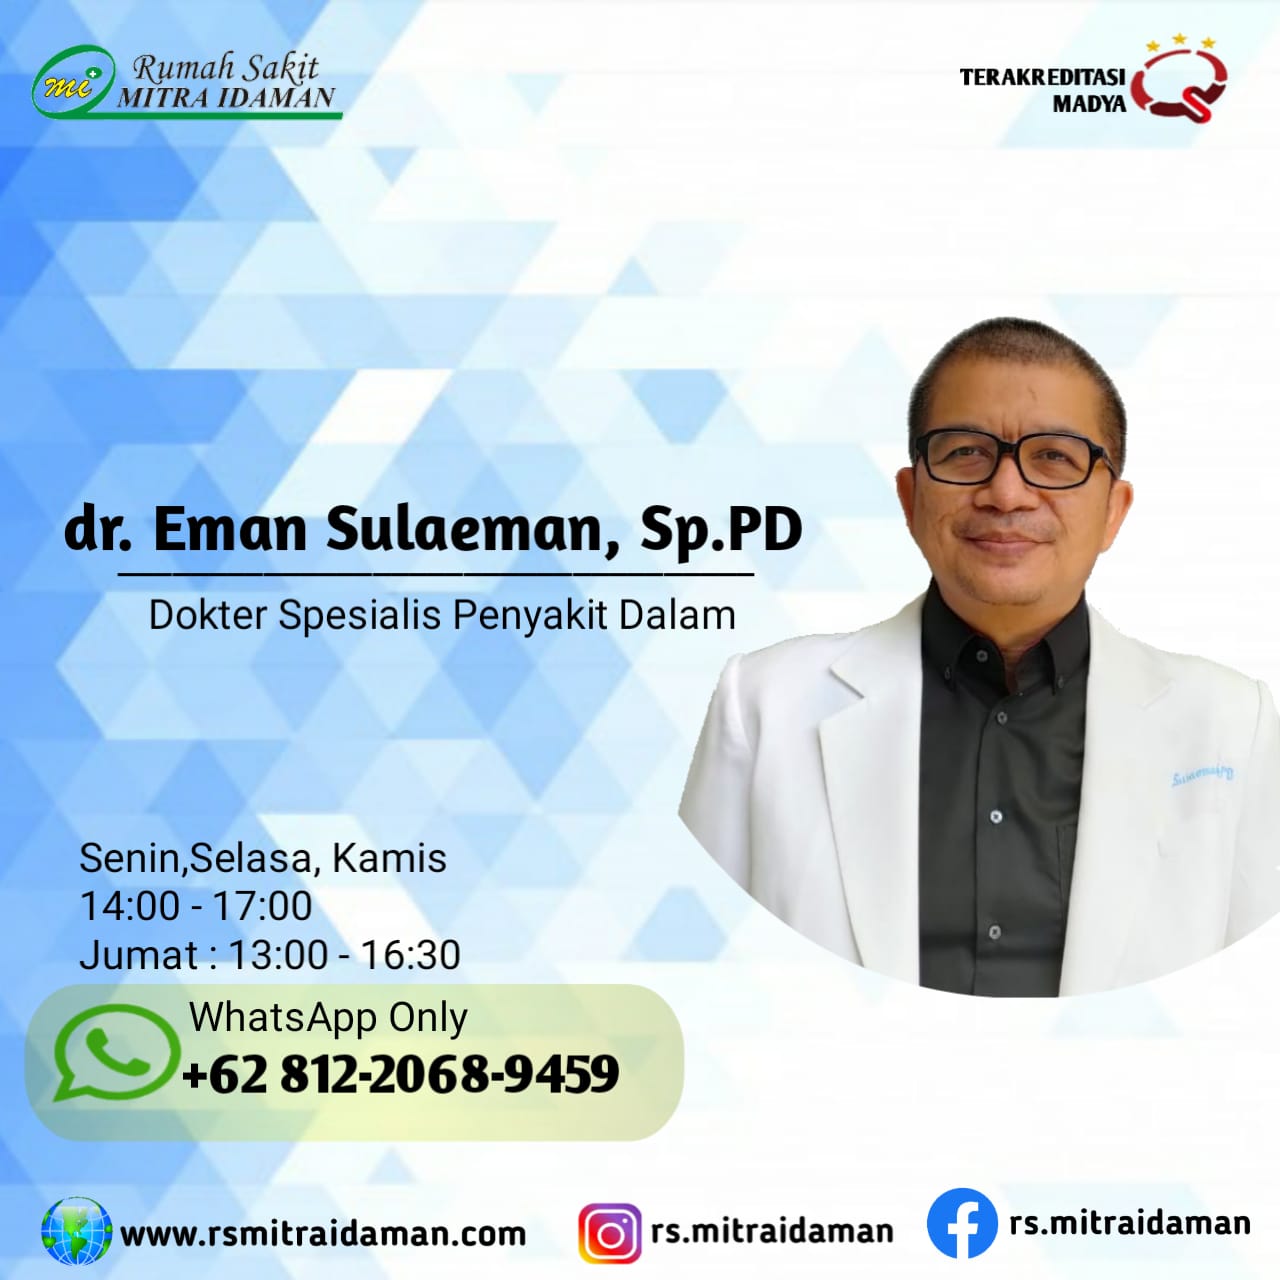 mi
Rumah Sakit
MITRA IDAMAN
TERAKREDITASI
MADYA
dr. Eman Sulaeman, Sp.PD
Dokter Spesialis Penyakit Dalam
Senin,Selasa, Kamis
14:00 - 17:00
Jumat : 13:00 - 16:30
WhatsApp Only
+62 812-2068-9459
www.rsmitraidaman.com
rs.mitraidaman
rs.mitraidaman